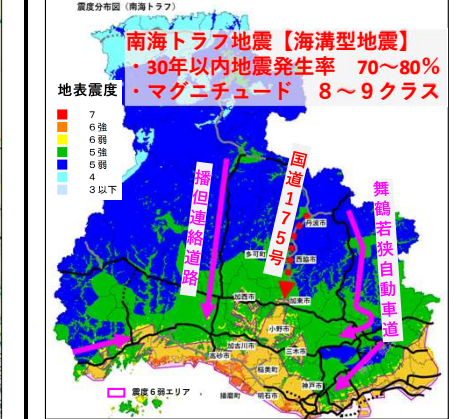 震度分布図（南海トラフ）
南海トラフ地震【海溝型地震】
・30年以内地震発生率　70～80%
・マグニチュード　8～9クラス
地表震度
7
6強
6弱
5強
5弱
4
3以下
播但連絡道路
国道175号
舞鶴若狭自動車道
丹波市
多可町
西脇市
加西市
加東市
小野市
加古川市
三木市
高砂市
稲美町
神戸市
播磨町
明石市
震度6弱エリア